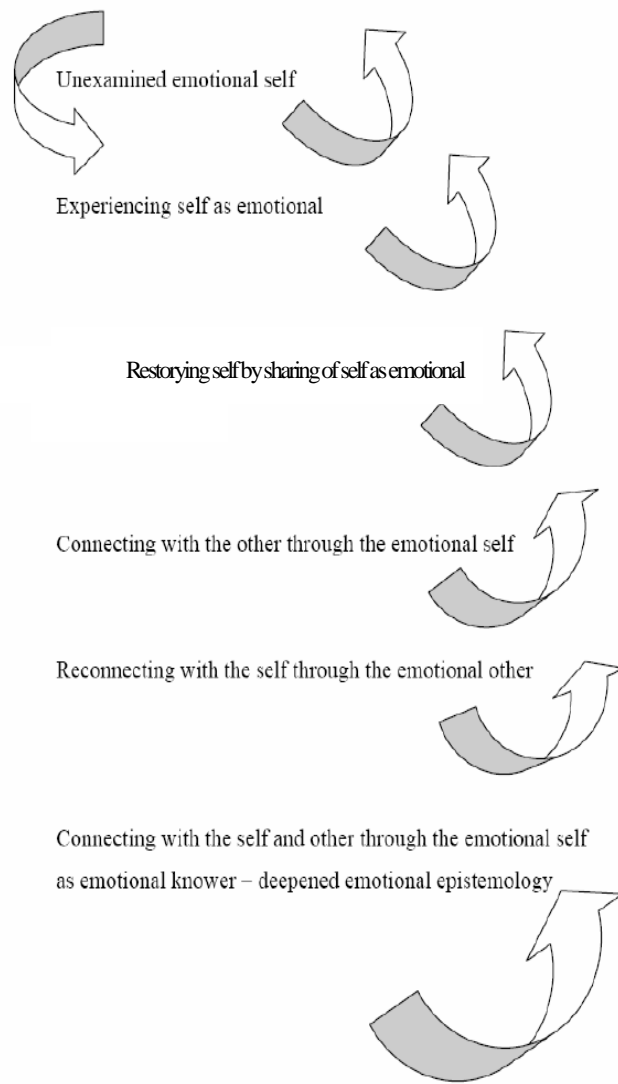 Unexamined emotional self
Experiencing self as emotional
Restorying self by sharing of self as emotional
Connecting with the other through the emotional self
Reconnecting with the self through the emotional other
Connecting with the self and other through the emotional self
as emotional knower – deepened emotional epistemology